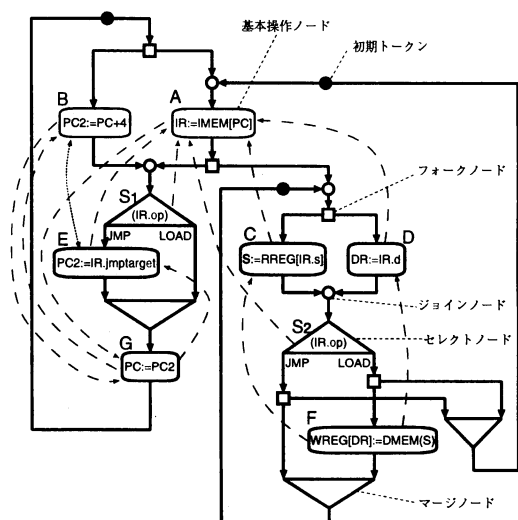 基本操作ノード
初期トークン
B
A
PC2:=PC+4
IR:=IMEM[PC]
フォークノード
S1
(IR.op)
JMP
LOAD
C
D
E
PC2:=IR.jmptarget
S:=RREG[IR.s]
DR:=IR.d
ジョインノード
S2
(IR.op)
セレクトノード
JMP
LOAD
G
PC:=PC2
F
WREG[DR]:=DMEM(S)
マージノード